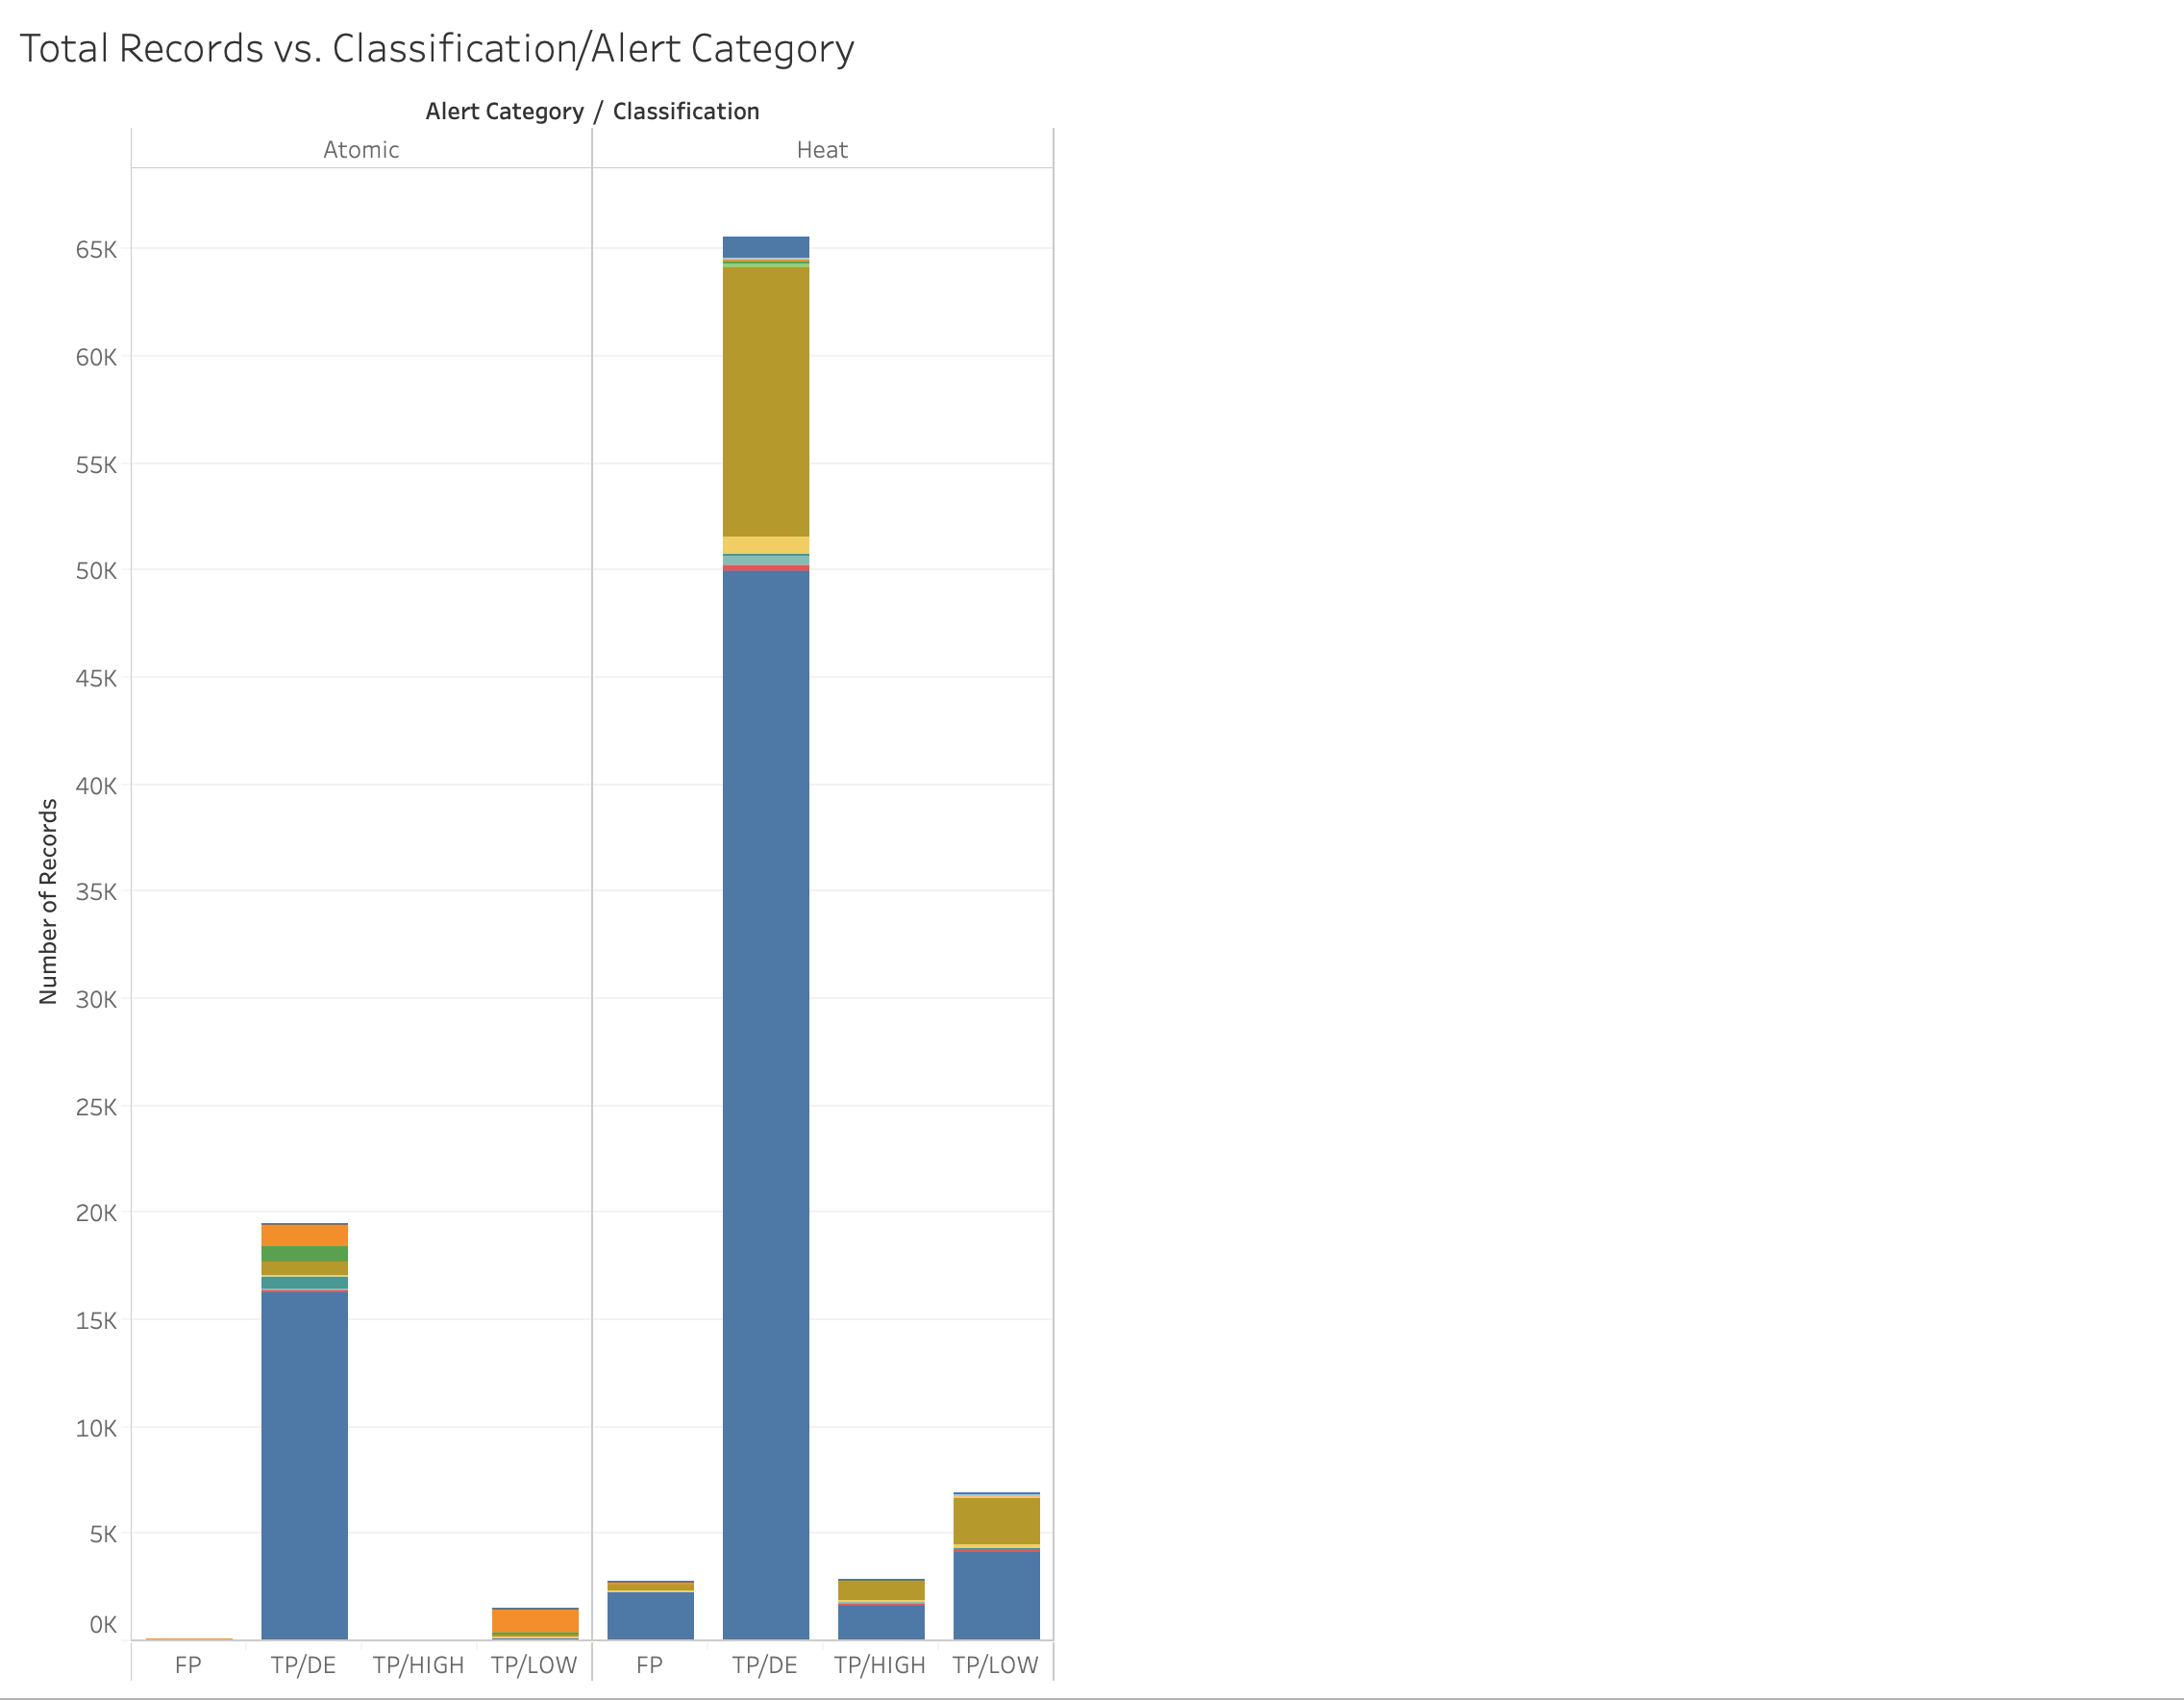 Total Records vs. Classification/Alert Category
Alert Category / Classification
Atomic
Heat
65K
60K
55K
50K
45K
40K
35K
30K
25K
20K
15K
10K
5K
0K
Number of Records
FP
TP/DE
TP/HIGH
TP/LOW
FP
TP/DE
TP/HIGH
TP/LOW